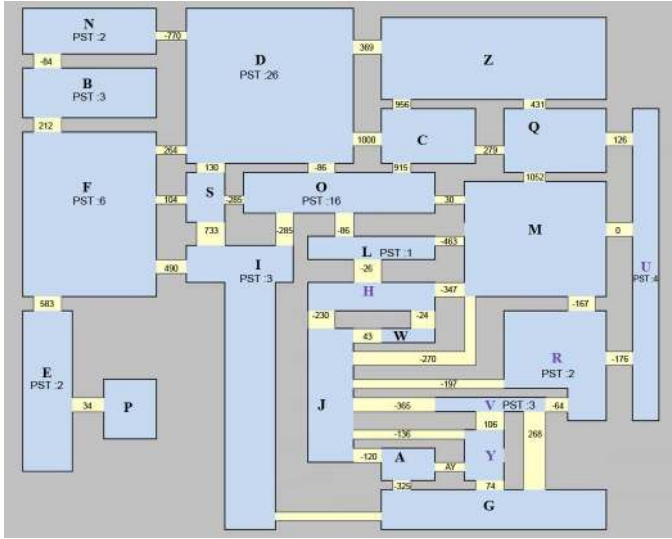 N
PST :2
-770
D
PST :26
369
Z
-84
B
PST :3
956
431
212
1000
C
Q
126
279
264
F
PST :6
130
-86
915
1052
S
O
PST :16
104
-285
30
M
0
U
PST :4
733
-285
-86
L
PST :1
-463
490
I
PST :3
-26
H
-347
583
-167
-230
-24
43
W
E
PST :2
-270
R
PST :2
-176
-197
34
P
J
-365
V
PST :3
-64
106
268
-136
-120
A
AY
Y
-325
74
G